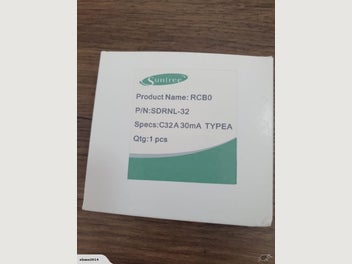 Suntree
Product Name: RCBO
P/N:SDRNL-32
Specs:C32A 30mA TYPEA
Qtg:1 pcs